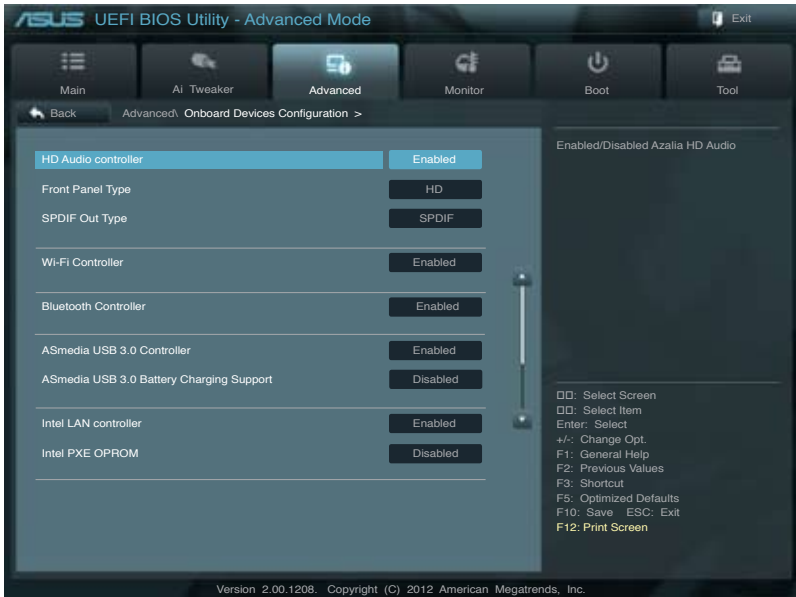 ASUS UEFI BIOS Utility - Advanced Mode
Exit
Main
Ai Tweaker
Advanced
Monitor
Boot
Tool
Back
Advanced\ Onboard Devices Configuration >
HD Audio controller Enabled
Front Panel Type HD
SPDIF Out Type SPDIF
Wi-Fi Controller Enabled
Bluetooth Controller Enabled
ASmedia USB 3.0 Controller Enabled
ASmedia USB 3.0 Battery Charging Support Disabled
Intel LAN controller Enabled
Intel PXE OPROM Disabled
Enabled/Disabled Azalia HD Audio
□□: Select Screen
□□: Select Item
Enter: Select
+/-: Change Opt.
F1: General Help
F2: Previous Values
F3: Shortcut
F5: Optimized Defaults
F10: Save ESC: Exit
F12: Print Screen
Version 2.00.1208. Copyright (C) 2012 American Megatrends, Inc.